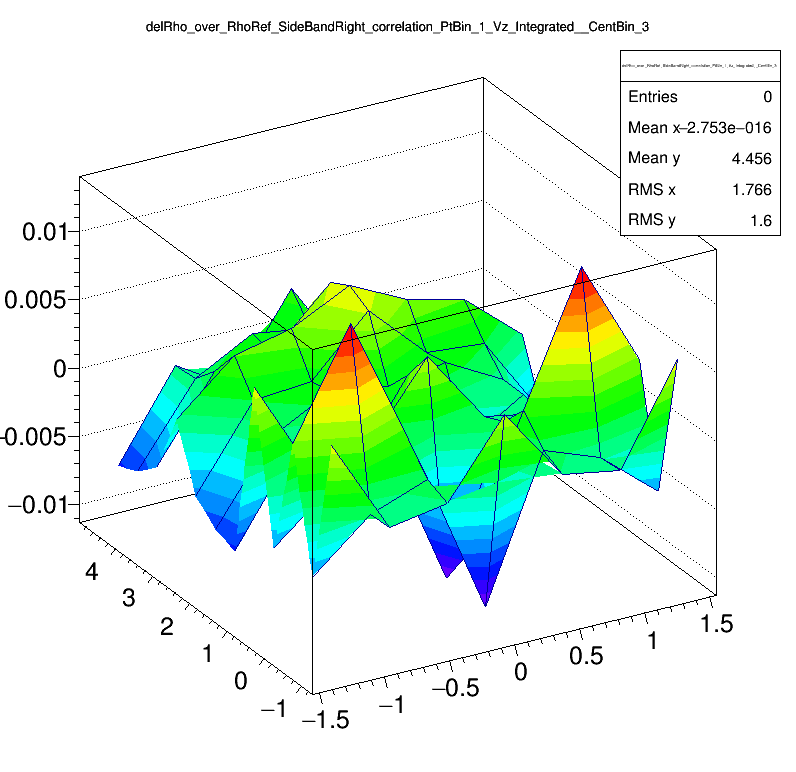 delRho_over_RhoRef_SideBandRight_correlation_PtBin_1_Vz_Integrated__CentBin_3
delRho_over_RhoRef_SideBandRight_correlation_PtBin_1_Vz_Integrated__CentBin_3
Entries 0
Mean x−2.753e−016
Mean y 4.456
RMS x 1.766
RMS y 1.6
0.01
0.005
0
−0.005
−0.01
4
3
2
1
0
−1
−1.5
−1
−0.5
0
0.5
1
1.5